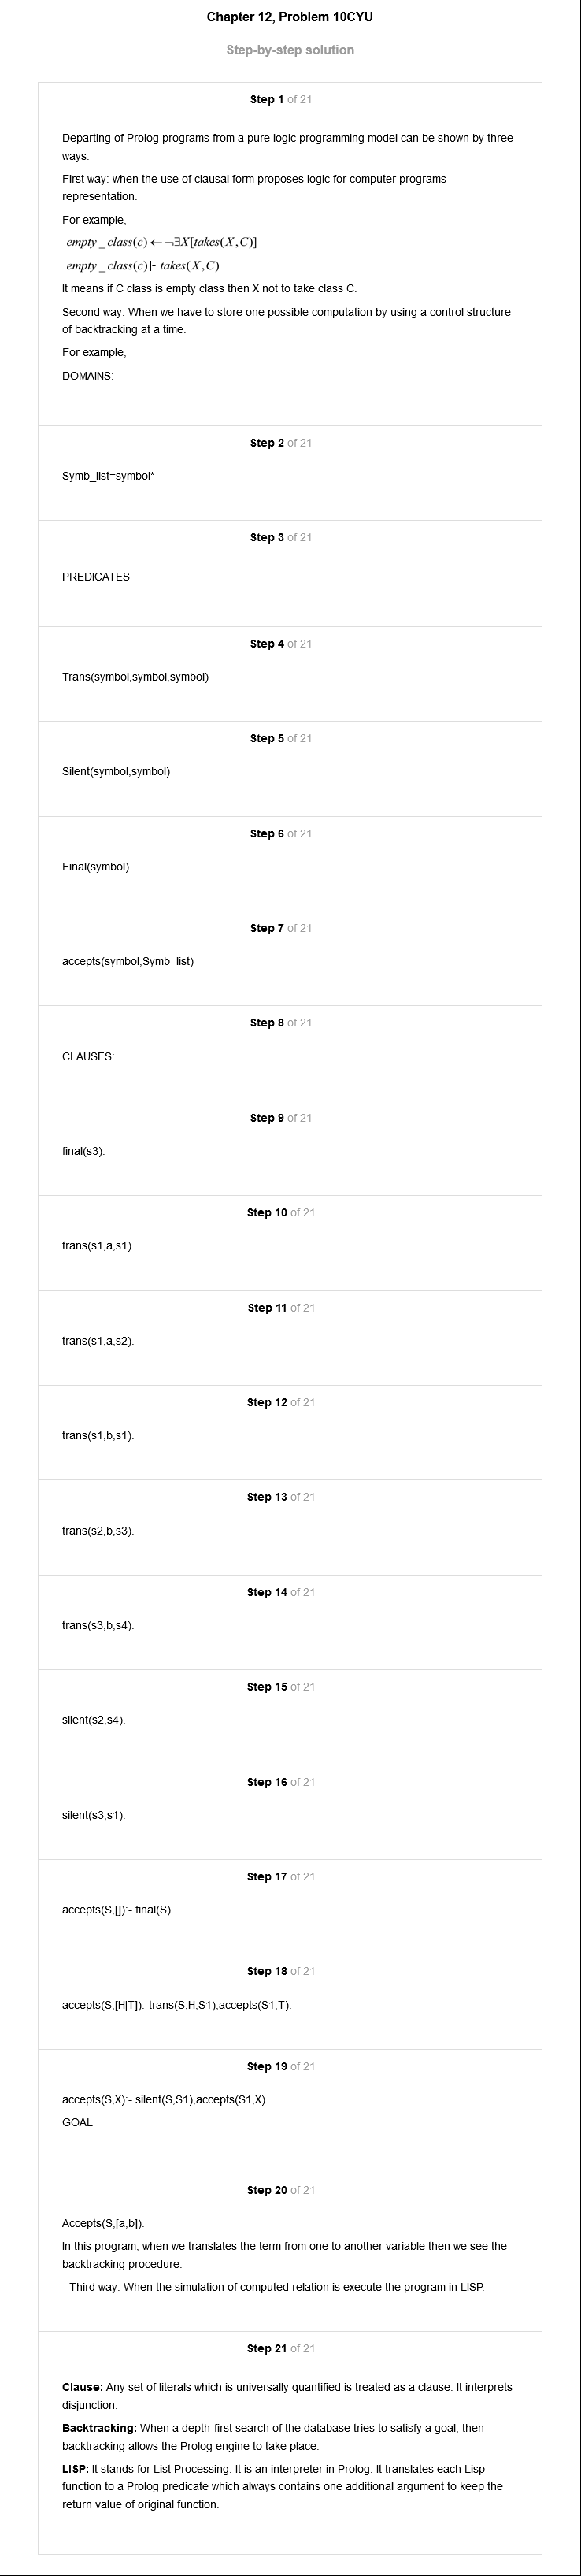 Chapter 12, Problem 10CYU
Step-by-step solution
Step 1 of 21
Departing of Prolog programs from a pure logic programming model can be shown by three
ways:
First way: when the use of clausal form proposes logic for computer programs
representation.
For example,
empty _ class(c) ← ¬∃X[takes(X,C)]
empty _ class(c) |- takes(X,C)
It means if C class is empty class then X not to take class C.
Second way: When we have to store one possible computation by using a control structure
of backtracking at a time.
For example,
DOMAINS:
Step 2 of 21
Symb_list=symbol*
Step 3 of 21
PREDICATES
Step 4 of 21
Trans(symbol,symbol,symbol)
Step 5 of 21
Silent(symbol,symbol)
Step 6 of 21
Final(symbol)
Step 7 of 21
accepts(symbol,Symb_list)
Step 8 of 21
CLAUSES:
Step 9 of 21
final(s3).
Step 10 of 21
trans(s1,a,s1).
Step 11 of 21
trans(s1,a,s2).
Step 12 of 21
trans(s1,b,s1).
Step 13 of 21
trans(s2,b,s3).
Step 14 of 21
trans(s3,b,s4).
Step 15 of 21
silent(s2,s4).
Step 16 of 21
silent(s3,s1).
Step 17 of 21
accepts(S,[]):- final(S).
Step 18 of 21
accepts(S,[H|T]):-trans(S,H,S1),accepts(S1,T).
Step 19 of 21
accepts(S,X):- silent(S,S1),accepts(S1,X).
GOAL
Step 20 of 21
Accepts(S,[a,b]).
In this program, when we translates the term from one to another variable then we see the
backtracking procedure.
- Third way: When the simulation of computed relation is execute the program in LISP.
Step 21 of 21
Clause: Any set of literals which is universally quantified is treated as a clause. It interprets
disjunction.
Backtracking: When a depth-first search of the database tries to satisfy a goal, then
backtracking allows the Prolog engine to take place.
LISP: It stands for List Processing. It is an interpreter in Prolog. It translates each Lisp
function to a Prolog predicate which always contains one additional argument to keep the
return value of original function.